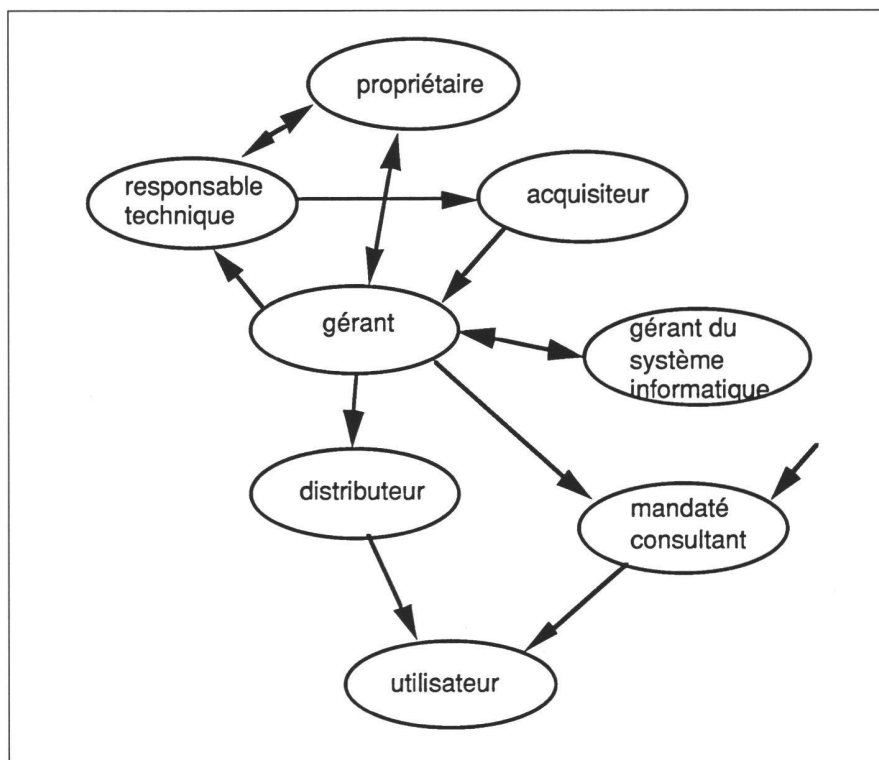 propriétaire
responsable
technique
acquisiteur
gérant
gérant du
système
informatique
distributeur
mandaté
consultant
utilisateur